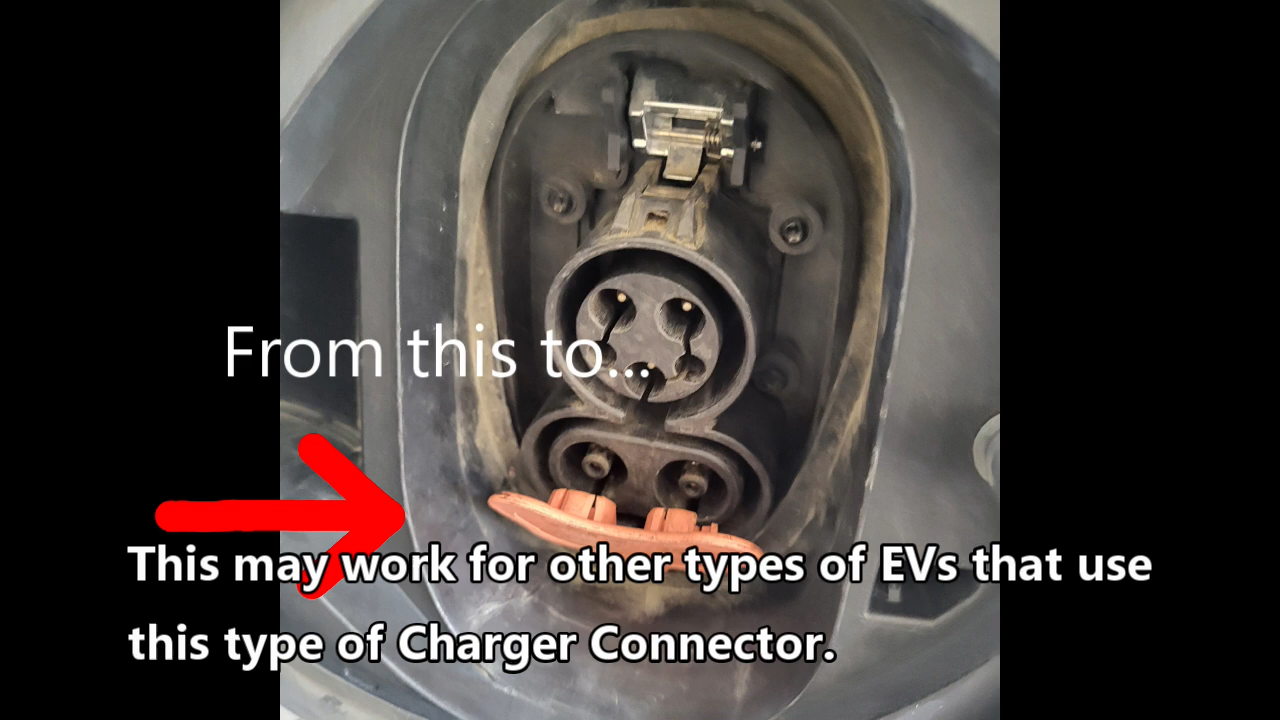 From this to...
This may work for other types of EVs that use
this type of Charger Connector.